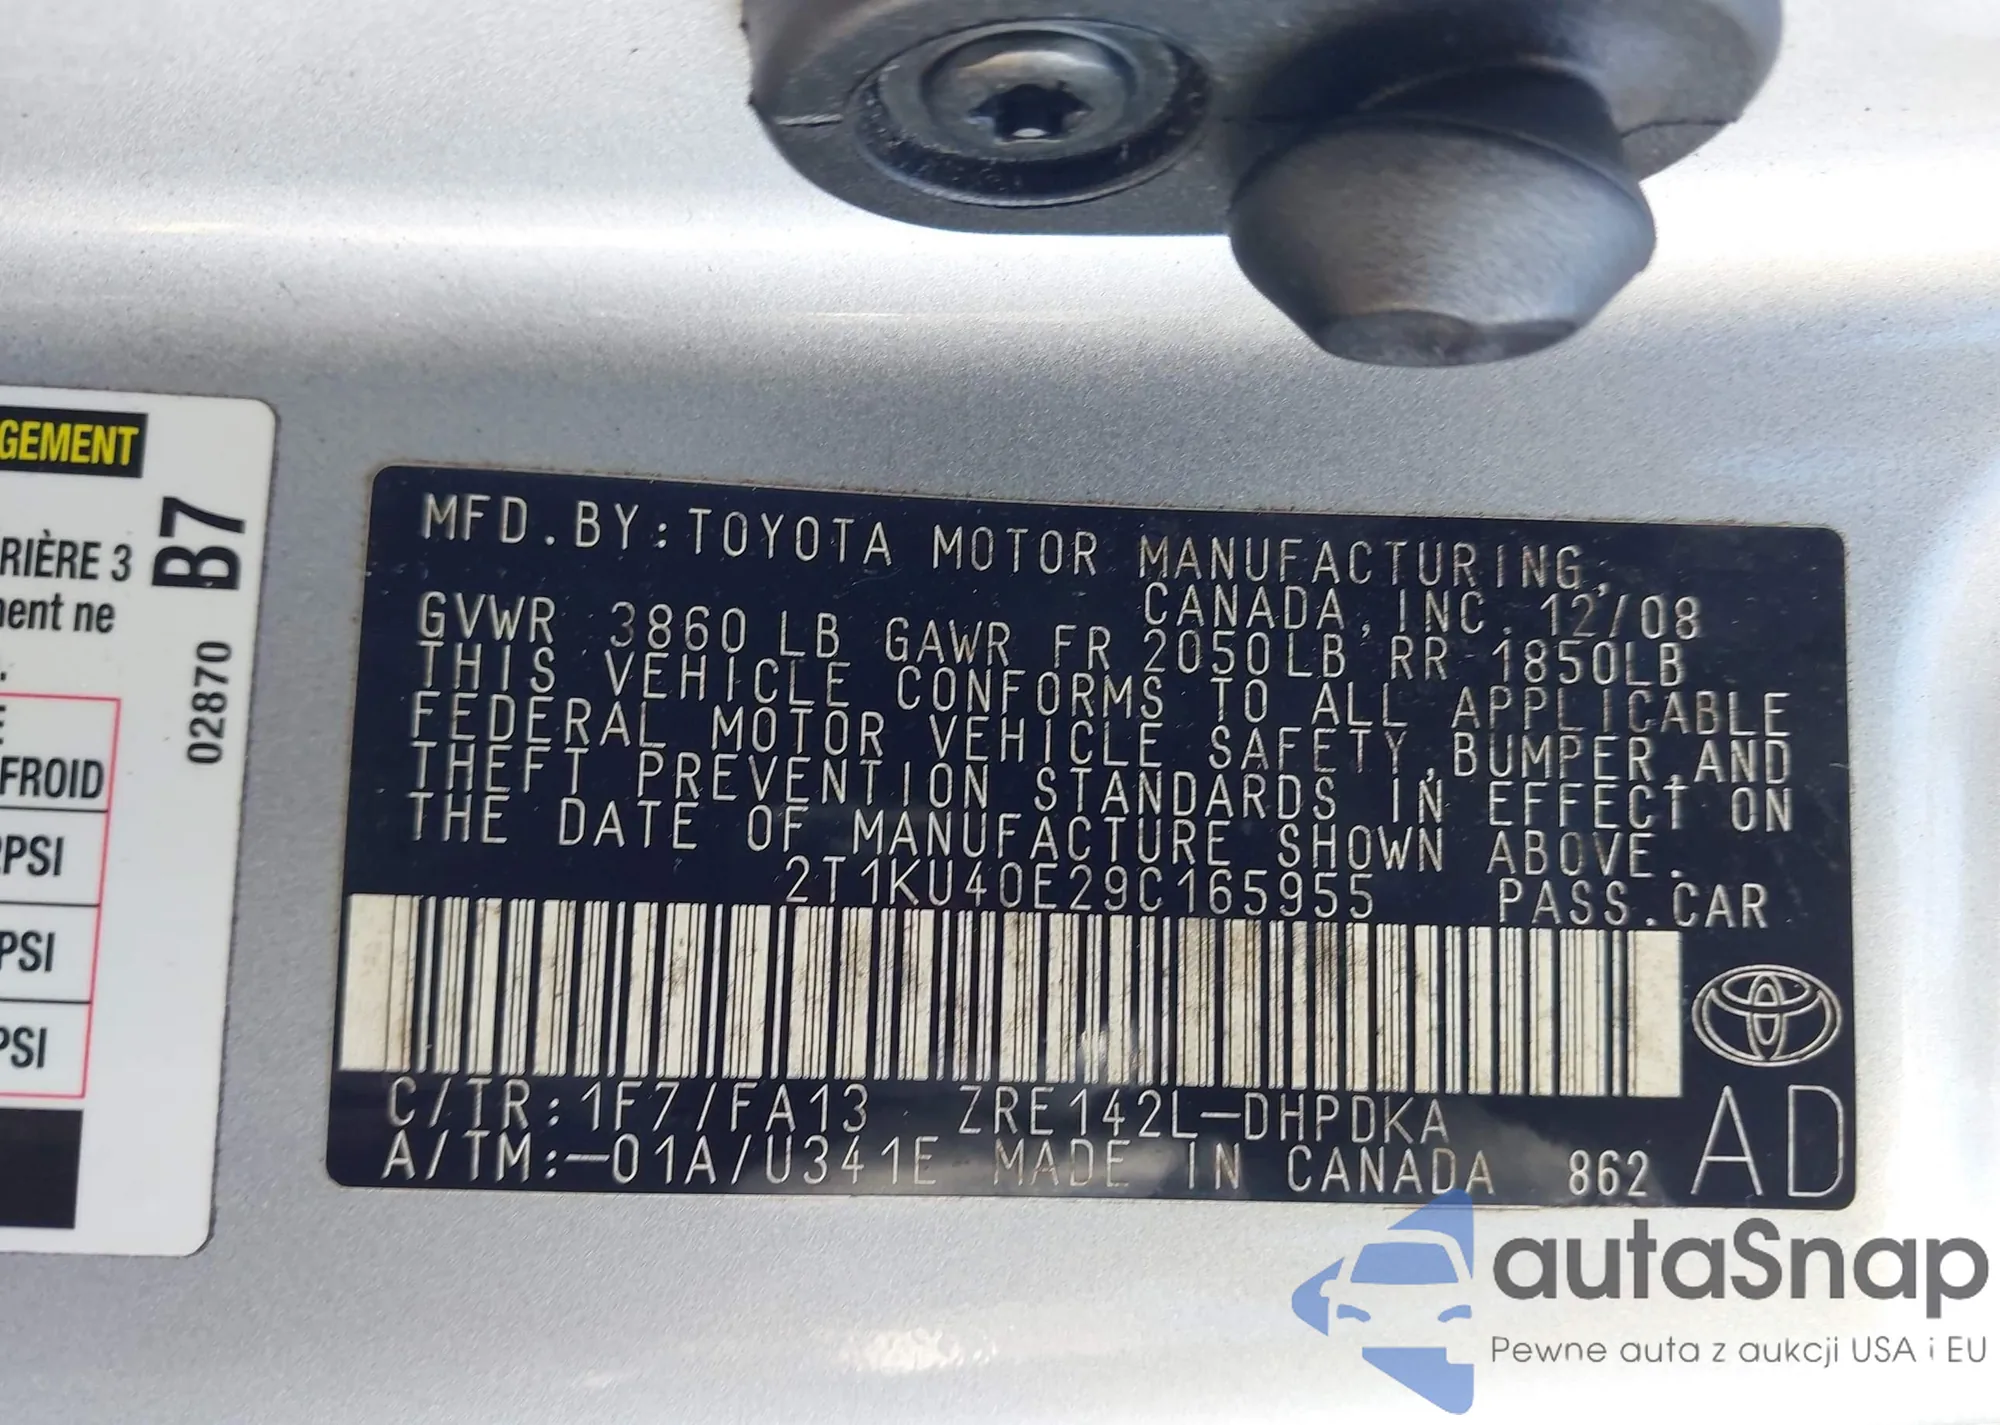 GEMENT
RIÈRE 3
ment ne
B7
02870
FROID
PSI
PSI
PSI
MFD.BY:TOYOTA MOTOR MANUFACTURING,
CANADA,INC. 12/08
GVWR 3860LB GAWR FR 2050LB RR 1850LB
THIS VEHICLE CONFORMS TO ALL APPLICABLE
FEDERAL MOTOR VEHICLE SAFETY,BUMPER,AND
THEFT PREVENTION STANDARDS IN EFFECT ON
THE DATE OF MANUFACTURE SHOWN ABOVE.
2T1KU40E29C165955 PASS.CAR
C/TR:1F7/FA13 ZRE142L-DHPDKA
A/TM:-01A/U341E MADE IN CANADA 862
AD
autaSnap
Pewne auta z aukcji USA i EU